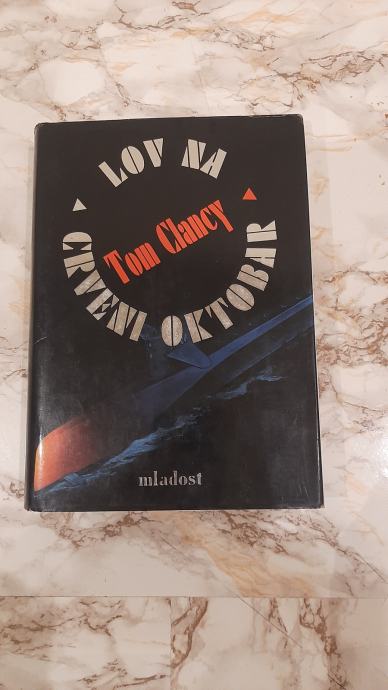 LOV NA
CRVENI OKTOBAR
Tom Clancy
mladost